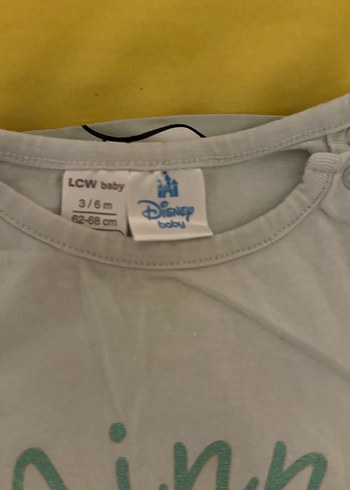 LCW baby
3 / 6 m
62-68 cm
Disney
baby